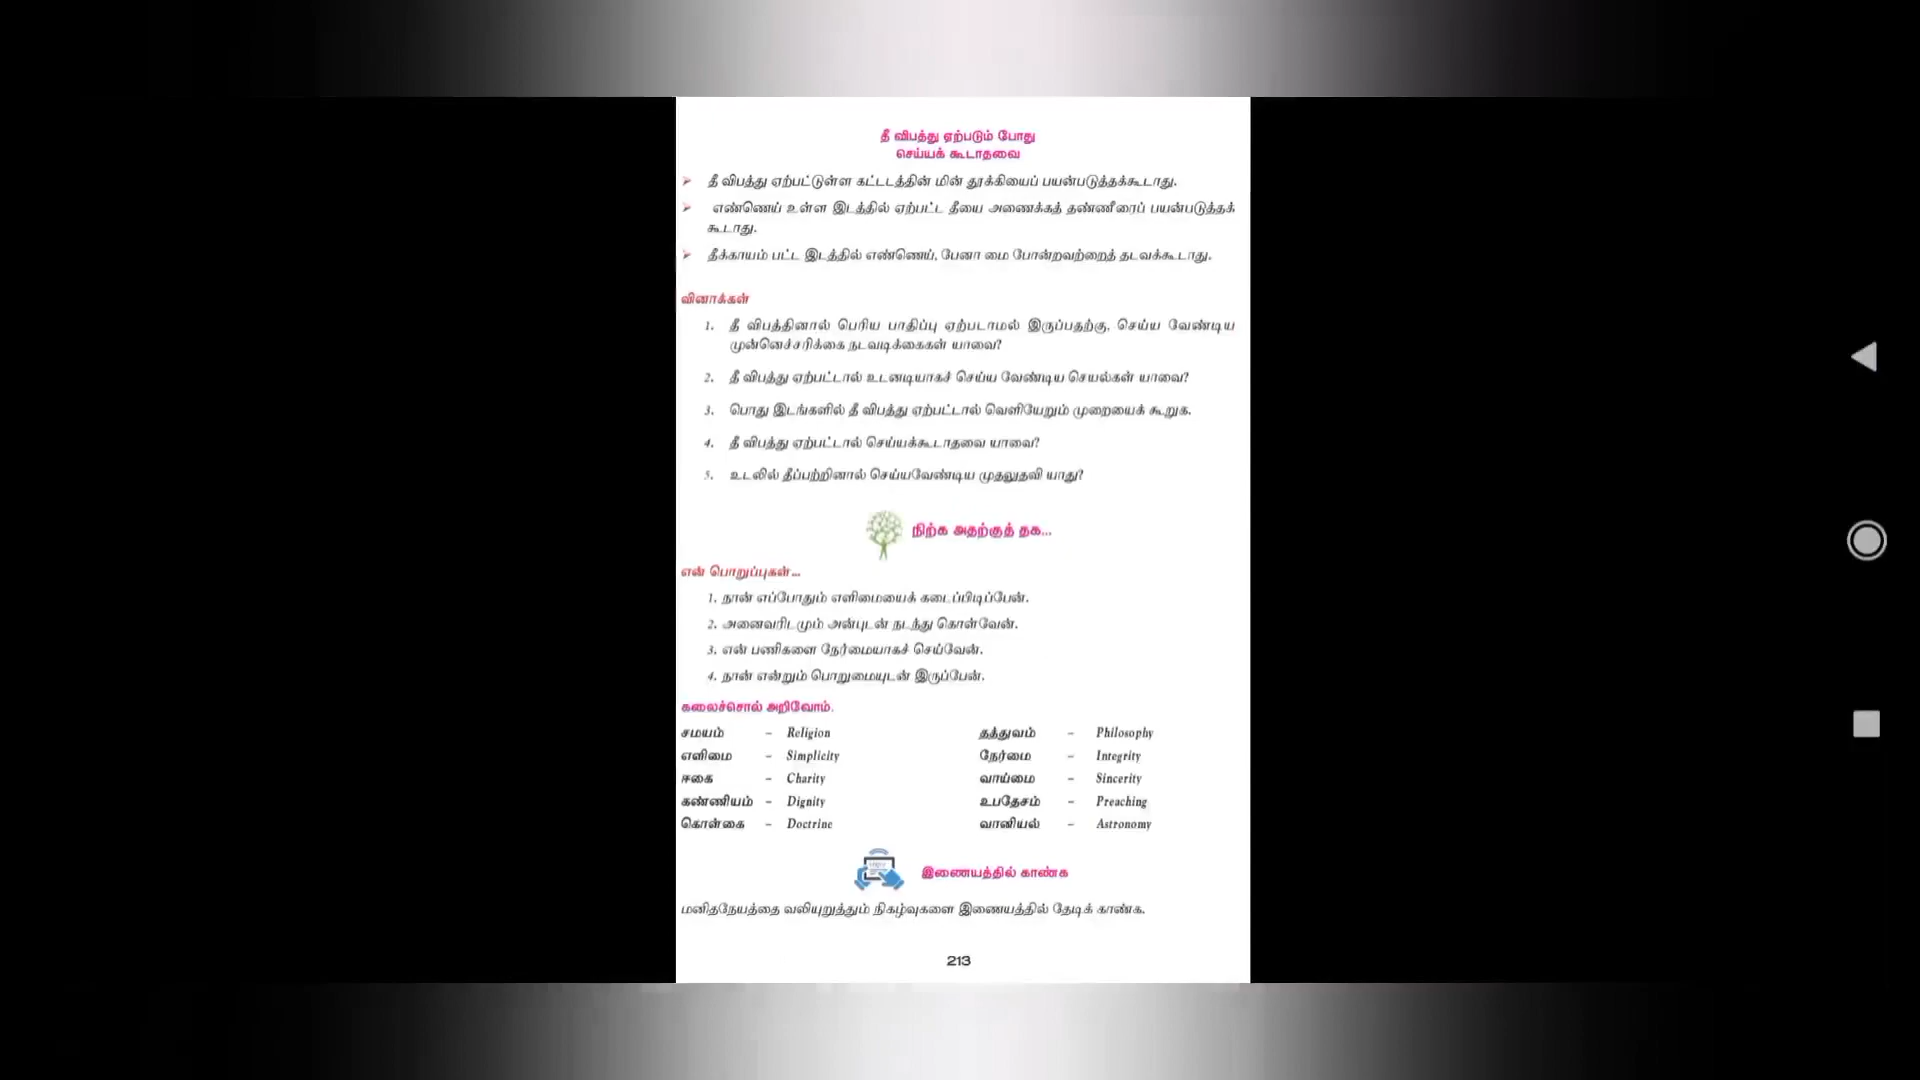 தீ விபத்து ஏற்படும் போது
செய்யக் கூடாதவை
➢ தீ விபத்து ஏற்பட்டுள்ள கட்டடத்தின் மின் தூக்கியைப் பயன்படுத்தக்கூடாது.
➢ எண்ணெய் உள்ள இடத்தில் ஏற்பட்ட தீயை அணைக்கத் தண்ணீரைப் பயன்படுத்தக்
கூடாது.
➢ தீக்காயம் பட்ட இடத்தில் எண்ணெய், பேனா மை போன்றவற்றைத் தடவக்கூடாது.
வினாக்கள்
1. தீ விபத்தினால் பெரிய பாதிப்பு ஏற்படாமல் இருப்பதற்கு, செய்ய வேண்டிய
முன்னெச்சரிக்கை நடவடிக்கைகள் யாவை?
2. தீ விபத்து ஏற்பட்டால் உடனடியாகச் செய்ய வேண்டிய செயல்கள் யாவை?
3. பொது இடங்களில் தீ விபத்து ஏற்பட்டால் வெளியேறும் முறையைக் கூறுக.
4. தீ விபத்து ஏற்பட்டால் செய்யக்கூடாதவை யாவை?
5. உடலில் தீப்பற்றினால் செய்யவேண்டிய முதலுதவி யாது?
நிற்க அதற்குத் தக...
என் பொறுப்புகள்...
1. நான் எப்போதும் எளிமையைக் கடைப்பிடிப்பேன்.
2. அனைவரிடமும் அன்புடன் நடந்து கொள்வேன்.
3. என் பணிகளை நேர்மையாகச் செய்வேன்.
4. நான் என்றும் பொறுமையுடன் இருப்பேன்.
கலைச்சொல் அறிவோம்.
சமயம் – Religion தத்துவம் – Philosophy
எளிமை – Simplicity நேர்மை – Integrity
ஈகை – Charity வாய்மை – Sincerity
கண்ணியம் – Dignity உபதேசம் – Preaching
கொள்கை – Doctrine வானியல் – Astronomy
இணையத்தில் காண்க
மனிதநேயத்தை வலியுறுத்தும் நிகழ்வுகளை இணையத்தில் தேடிக் காண்க.
213